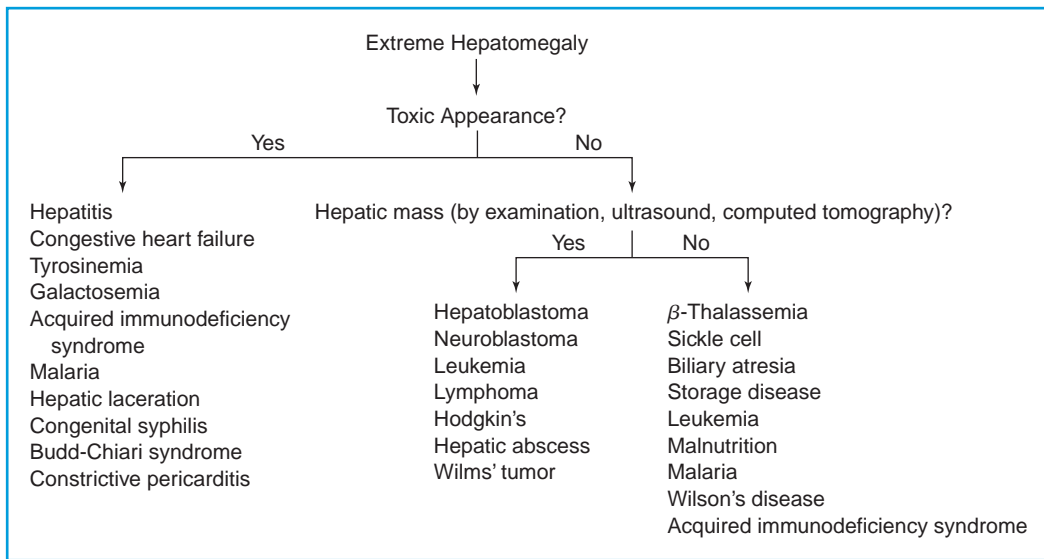 Extreme Hepatomegaly
Toxic Appearance?
Yes
No
Hepatitis
Congestive heart failure
Tyrosinemia
Galactosemia
Acquired immunodeficiency
syndrome
Malaria
Hepatic laceration
Congenital syphilis
Budd-Chiari syndrome
Constrictive pericarditis
Hepatic mass (by examination, ultrasound, computed tomography)?
Yes
No
Hepatoblastoma
Neuroblastoma
Leukemia
Lymphoma
Hodgkin's
Hepatic abscess
Wilms' tumor
β-Thalassemia
Sickle cell
Biliary atresia
Storage disease
Leukemia
Malnutrition
Malaria
Wilson's disease
Acquired immunodeficiency syndrome